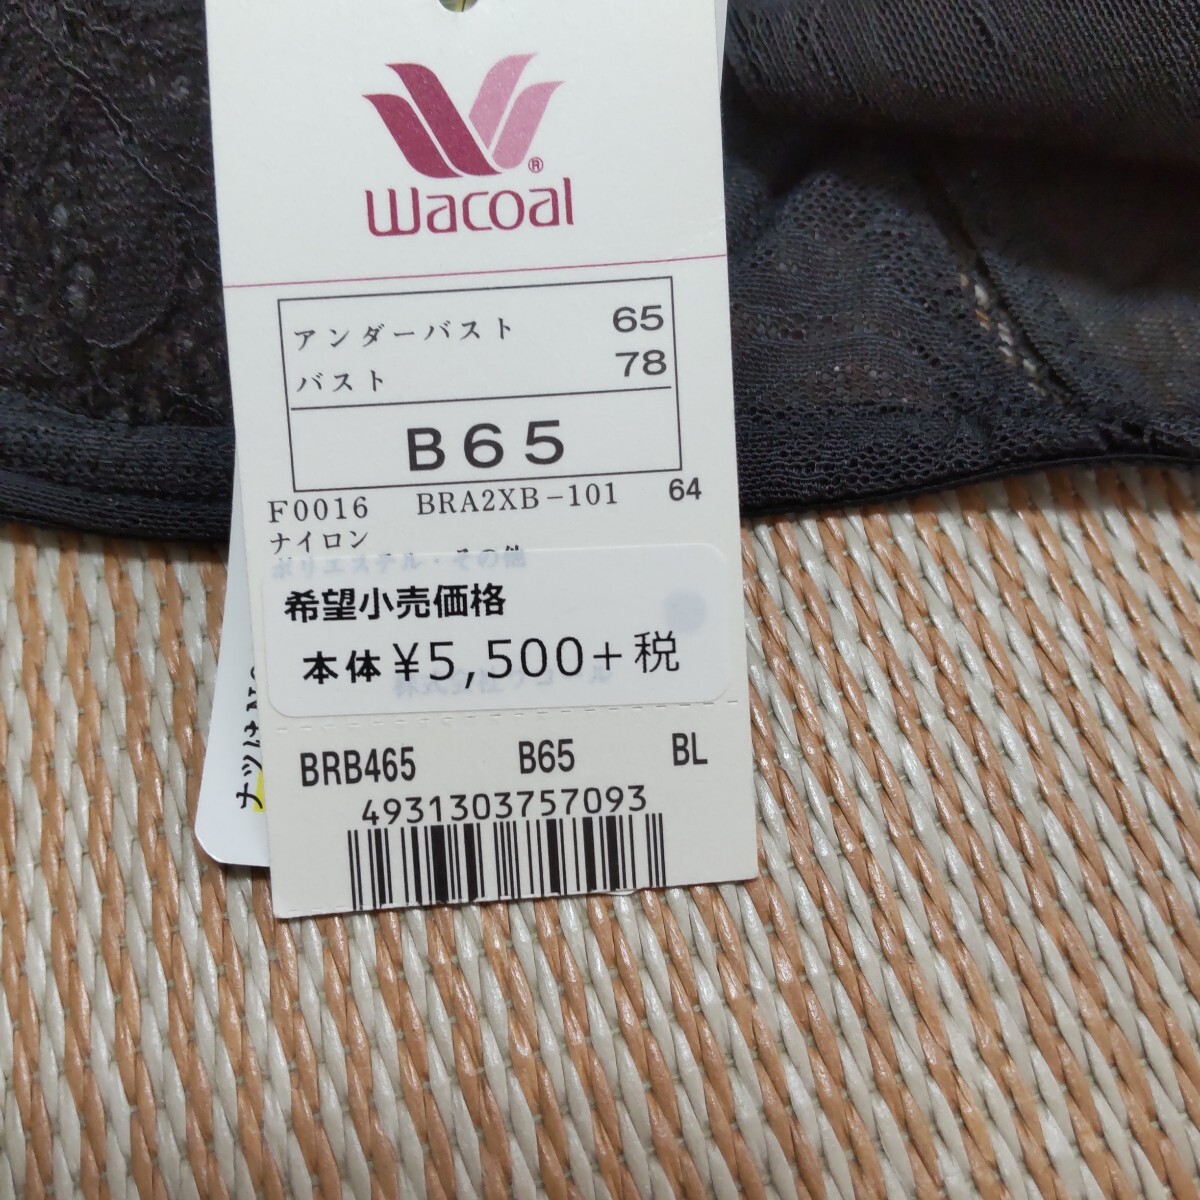 Wacoal
®
アンダーバスト 65
バスト 78
B65
F0016 BRA2XB-101 64
ナイロン
ポリエステル・その他
希望小売価格
本体 ¥5,500+税
BRB465 B65 BL
4931303757093